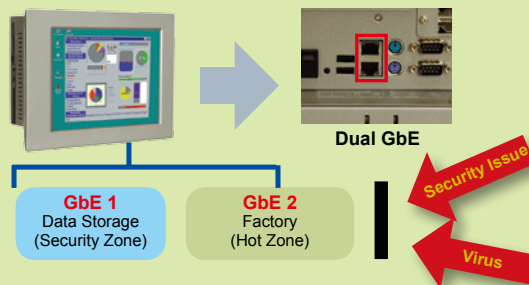 Dual GbE
GbE 1
Data Storage
(Security Zone)
GbE 2
Factory
(Hot Zone)
Security Issue
Virus